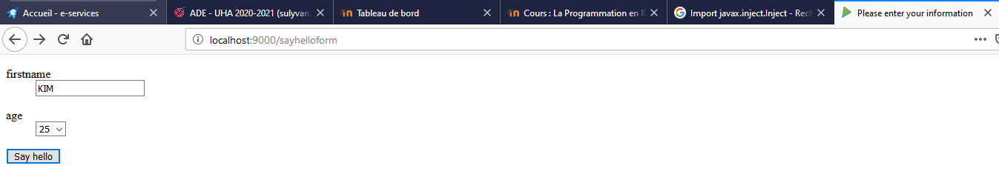 Accueil - e-services
ADE - UHA 2020-2021 (sulyvan.
Tableau de bord
Cours : La Programmation en R
Import javax.inject.Inject - Rech
Please enter your information
localhost:9000/sayhelloform
firstname
KIM
age
25
Say hello